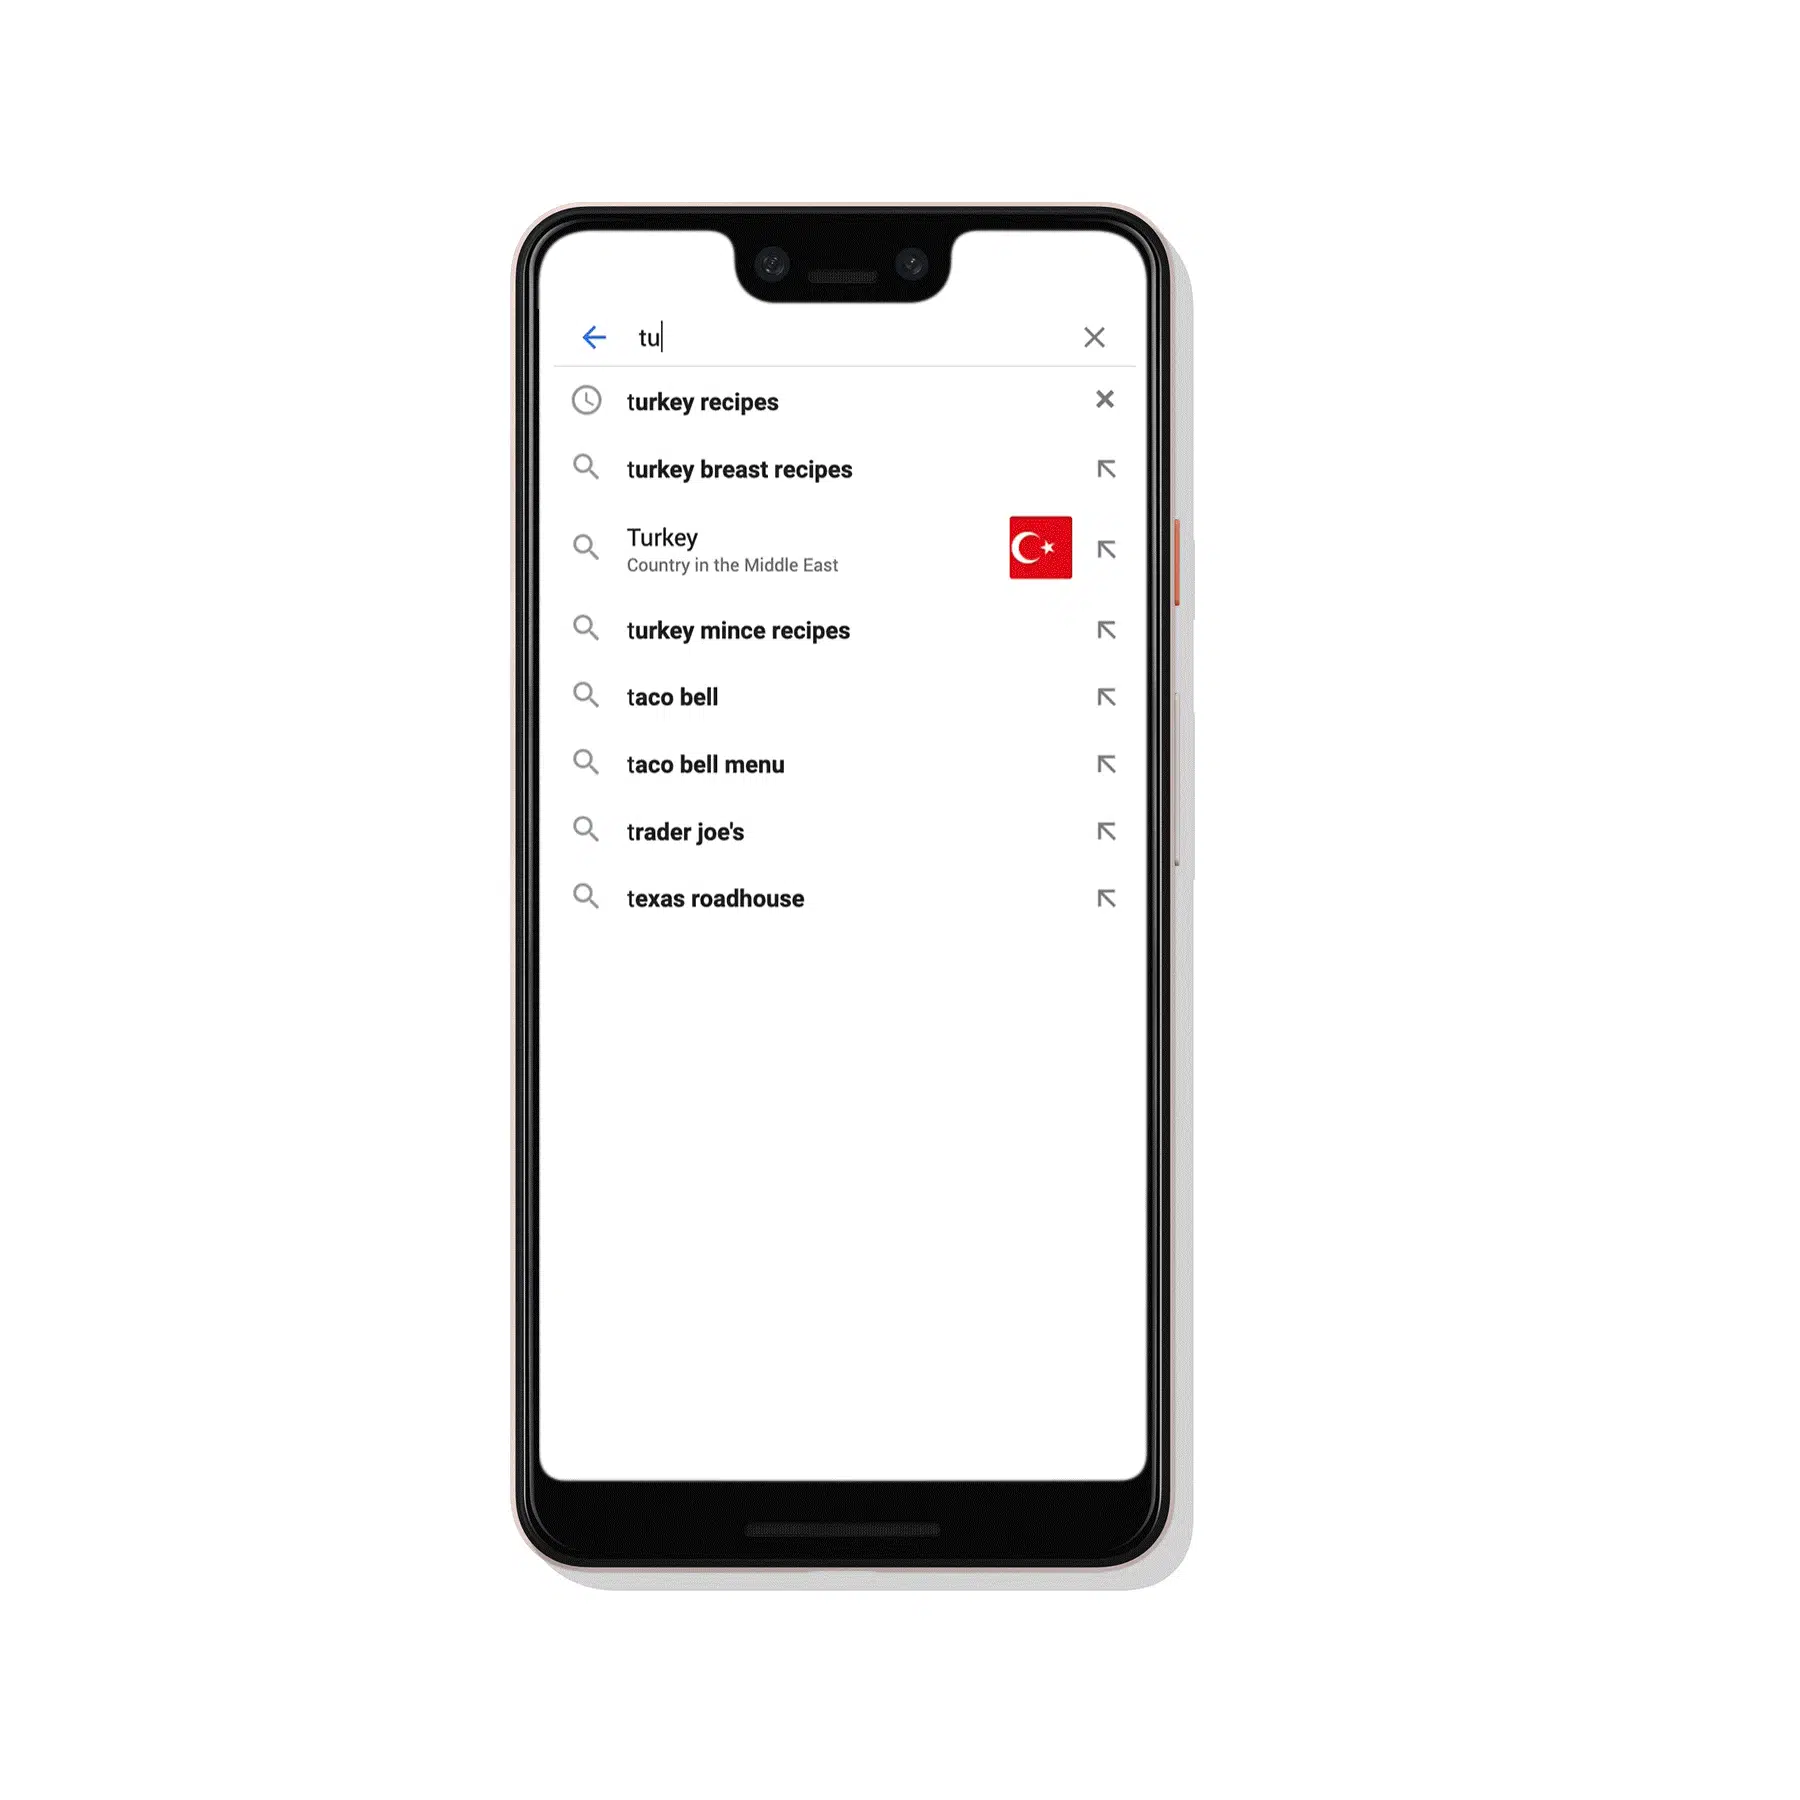 tu
turkey recipes
turkey breast recipes
Turkey
Country in the Middle East
turkey mince recipes
taco bell
taco bell menu
trader joe's
texas roadhouse